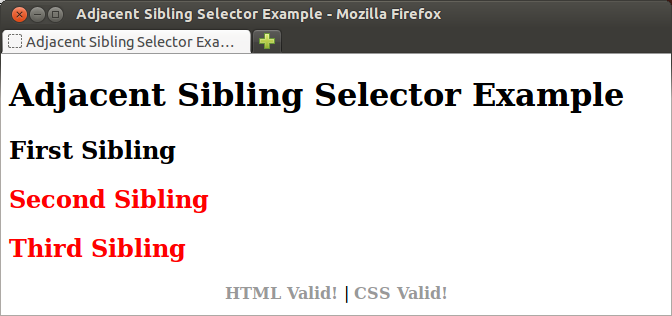 Adjacent Sibling Selector Example - Mozilla Firefox
Adjacent Sibling Selector Exa...
Adjacent Sibling Selector Example
First Sibling
Second Sibling
Third Sibling
HTML Valid! | CSS Valid!